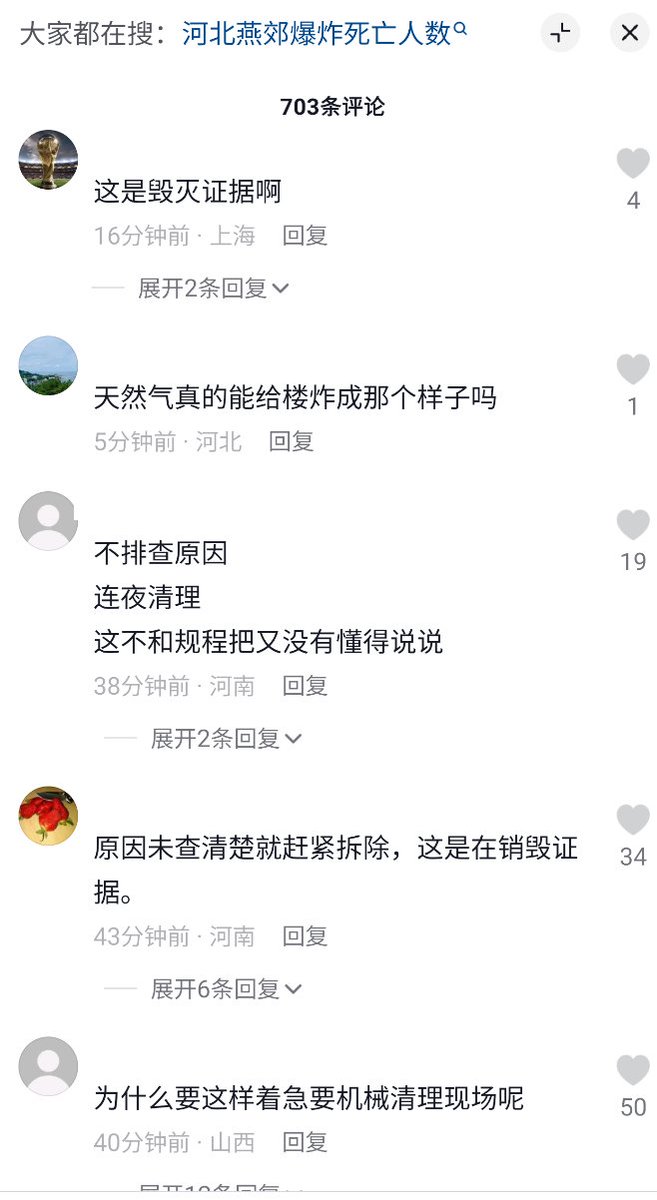 大家都在搜：河北燕郊爆炸死亡人数
703条评论
这是毁灭证据啊
4
16分钟前 · 上海 回复
展开2条回复
天然气真的能给楼炸成那个样子吗
1
5分钟前 · 河北 回复
不排查原因
19
连夜清理
这不和规程把又没有懂得说说
38分钟前 · 河南 回复
展开2条回复
原因未查清楚就赶紧拆除，这是在销毁证
34
据。
43分钟前 · 河南 回复
展开6条回复
为什么要这样着急要机械清理现场呢
50
40分钟前 · 山西 回复